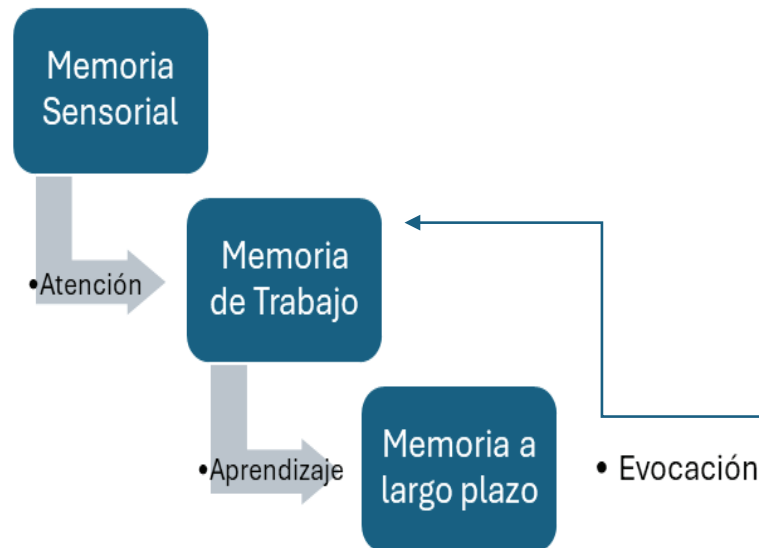 Memoria
Sensorial
•Atención
Memoria
de Trabajo
•Aprendizaje
Memoria a
largo plazo
• Evocación